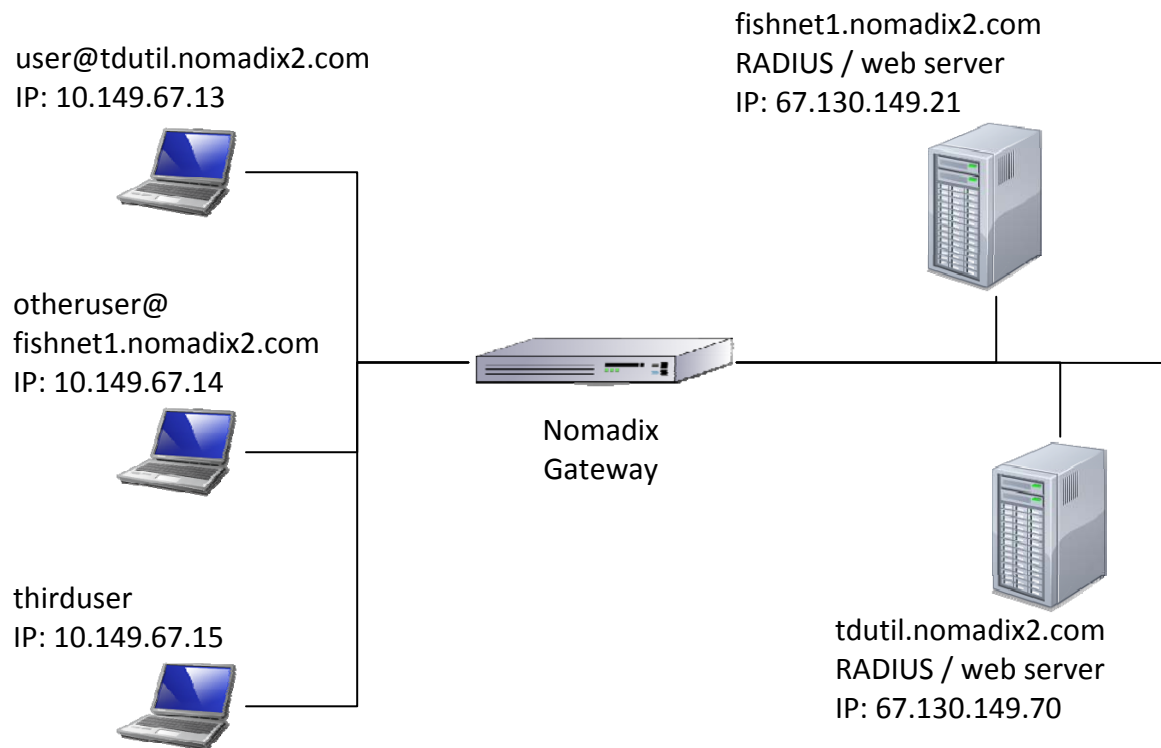 user@tdutil.nomadix2.com
IP: 10.149.67.13
fishnet1.nomadix2.com
RADIUS / web server
IP: 67.130.149.21
otheruser@
fishnet1.nomadix2.com
IP: 10.149.67.14
Nomadix
Gateway
thirduser
IP: 10.149.67.15
tdutil.nomadix2.com
RADIUS / web server
IP: 67.130.149.70